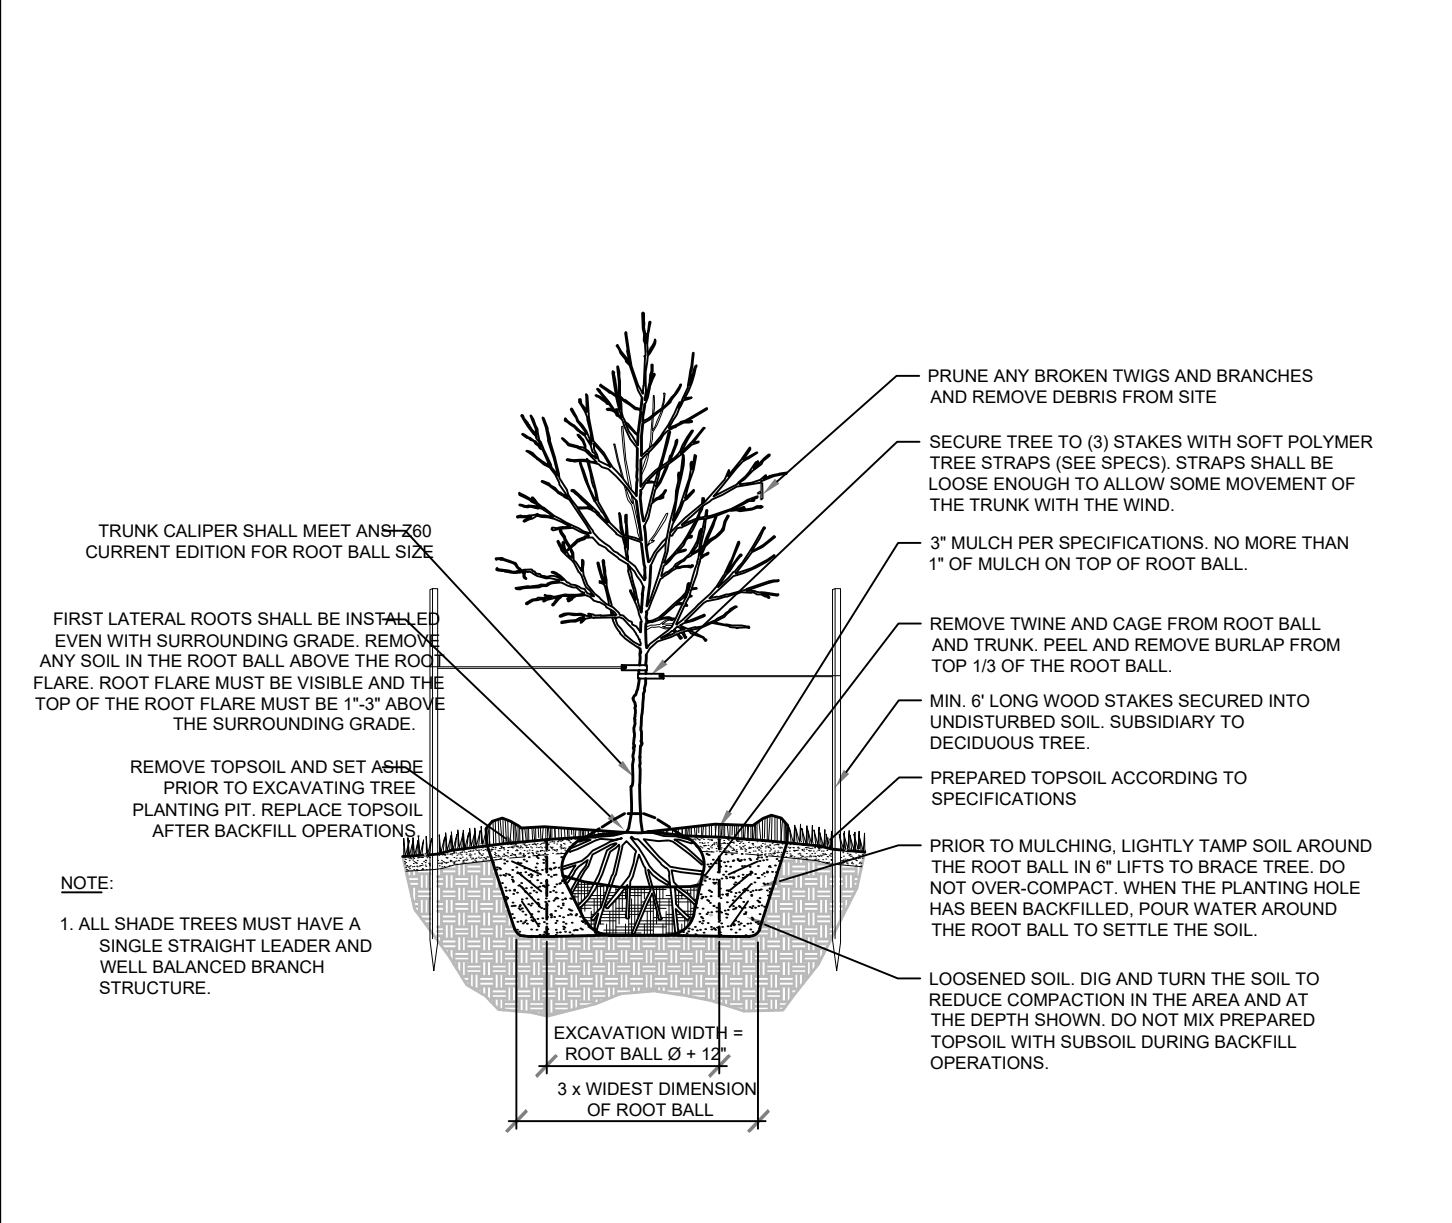 PRUNE ANY BROKEN TWIGS AND BRANCHES
AND REMOVE DEBRIS FROM SITE
SECURE TREE TO (3) STAKES WITH SOFT POLYMER
TREE STRAPS (SEE SPECS). STRAPS SHALL BE
LOOSE ENOUGH TO ALLOW SOME MOVEMENT OF
THE TRUNK WITH THE WIND.
3" MULCH PER SPECIFICATIONS. NO MORE THAN
1" OF MULCH ON TOP OF ROOT BALL.
REMOVE TWINE AND CAGE FROM ROOT BALL
AND TRUNK. PEEL AND REMOVE BURLAP FROM
TOP 1/3 OF THE ROOT BALL.
MIN. 6' LONG WOOD STAKES SECURED INTO
UNDISTURBED SOIL. SUBSIDIARY TO
DECIDUOUS TREE.
PREPARED TOPSOIL ACCORDING TO
SPECIFICATIONS
PRIOR TO MULCHING, LIGHTLY TAMP SOIL AROUND
THE ROOT BALL IN 6" LIFTS TO BRACE TREE. DO
NOT OVER-COMPACT. WHEN THE PLANTING HOLE
HAS BEEN BACKFILLED, POUR WATER AROUND
THE ROOT BALL TO SETTLE THE SOIL.
LOOSENED SOIL. DIG AND TURN THE SOIL TO
REDUCE COMPACTION IN THE AREA AND AT
THE DEPTH SHOWN. DO NOT MIX PREPARED
TOPSOIL WITH SUBSOIL DURING BACKFILL
OPERATIONS.
TRUNK CALIPER SHALL MEET ANSI Z60
CURRENT EDITION FOR ROOT BALL SIZE
FIRST LATERAL ROOTS SHALL BE INSTALLED
EVEN WITH SURROUNDING GRADE. REMOVE
ANY SOIL IN THE ROOT BALL ABOVE THE ROOT
FLARE. ROOT FLARE MUST BE VISIBLE AND THE
TOP OF THE ROOT FLARE MUST BE 1"-3" ABOVE
THE SURROUNDING GRADE.
REMOVE TOPSOIL AND SET ASIDE
PRIOR TO EXCAVATING TREE
PLANTING PIT. REPLACE TOPSOIL
AFTER BACKFILL OPERATIONS.
NOTE:
1. ALL SHADE TREES MUST HAVE A
SINGLE STRAIGHT LEADER AND
WELL BALANCED BRANCH
STRUCTURE.
EXCAVATION WIDTH =
ROOT BALL Ø + 12"
3 x WIDEST DIMENSION
OF ROOT BALL